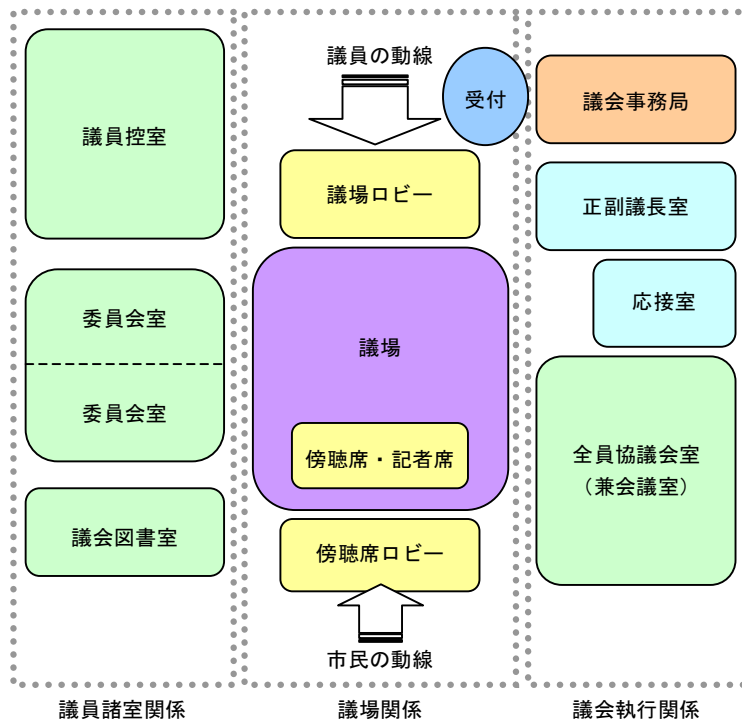 議員控室
委員会室
委員会室
議会図書室
議員諸室関係
議員の動線
受付
議場ロビー
議場
傍聴席・記者席
傍聴席ロビー
市民の動線
議場関係
議会事務局
正副議長室
応接室
全員協議会室
（兼会議室）
議会執行関係